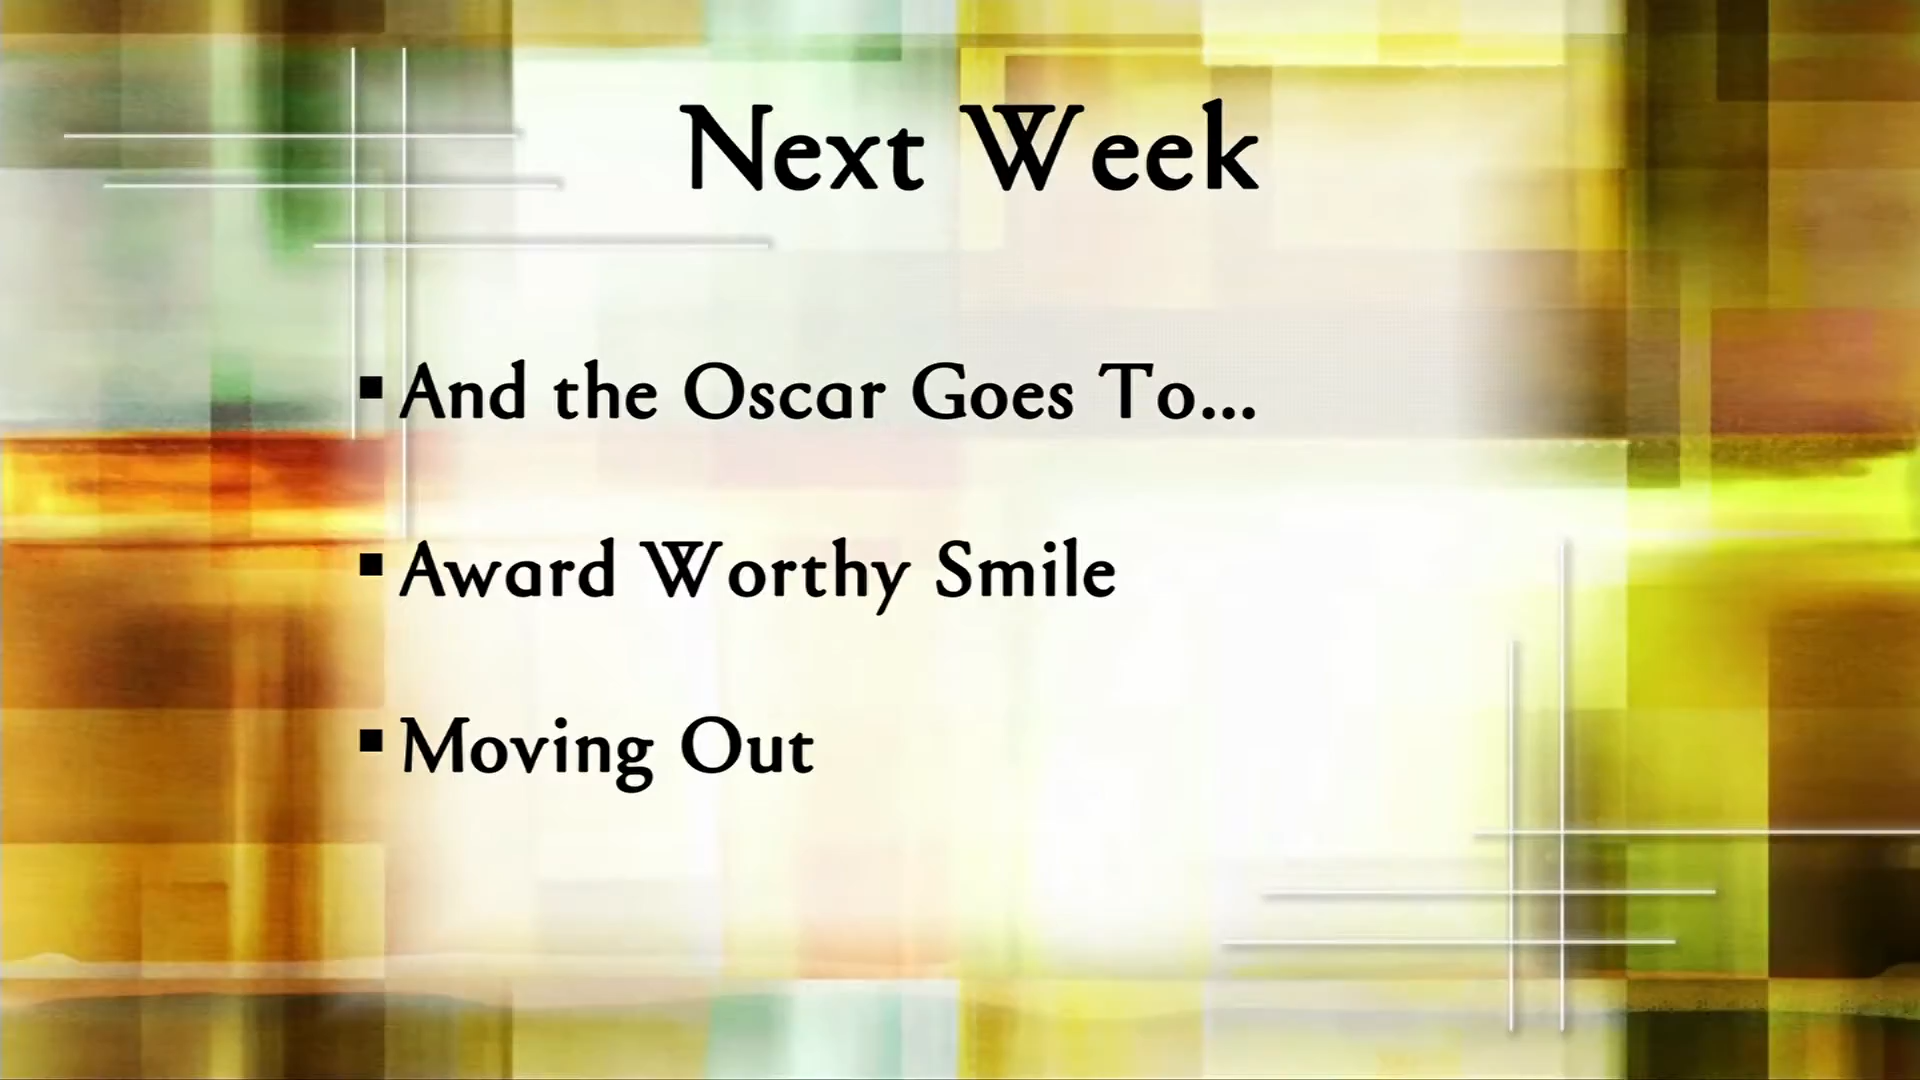 Next Week
▪ And the Oscar Goes To...
▪ Award Worthy Smile
▪ Moving Out